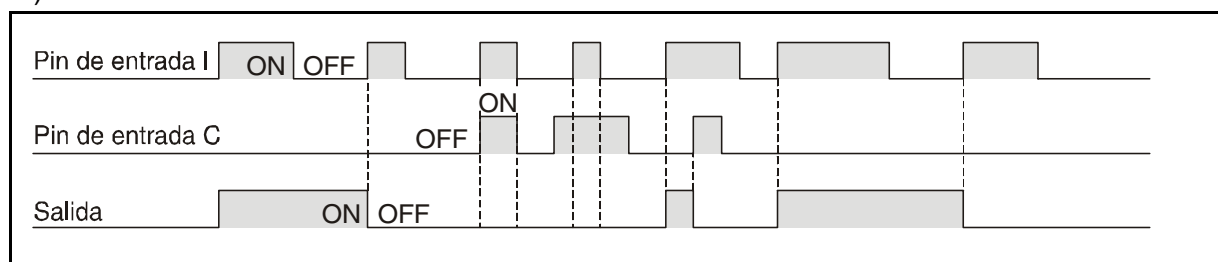 Pin de entrada I ON OFF
ON
Pin de entrada C OFF
Salida ON OFF